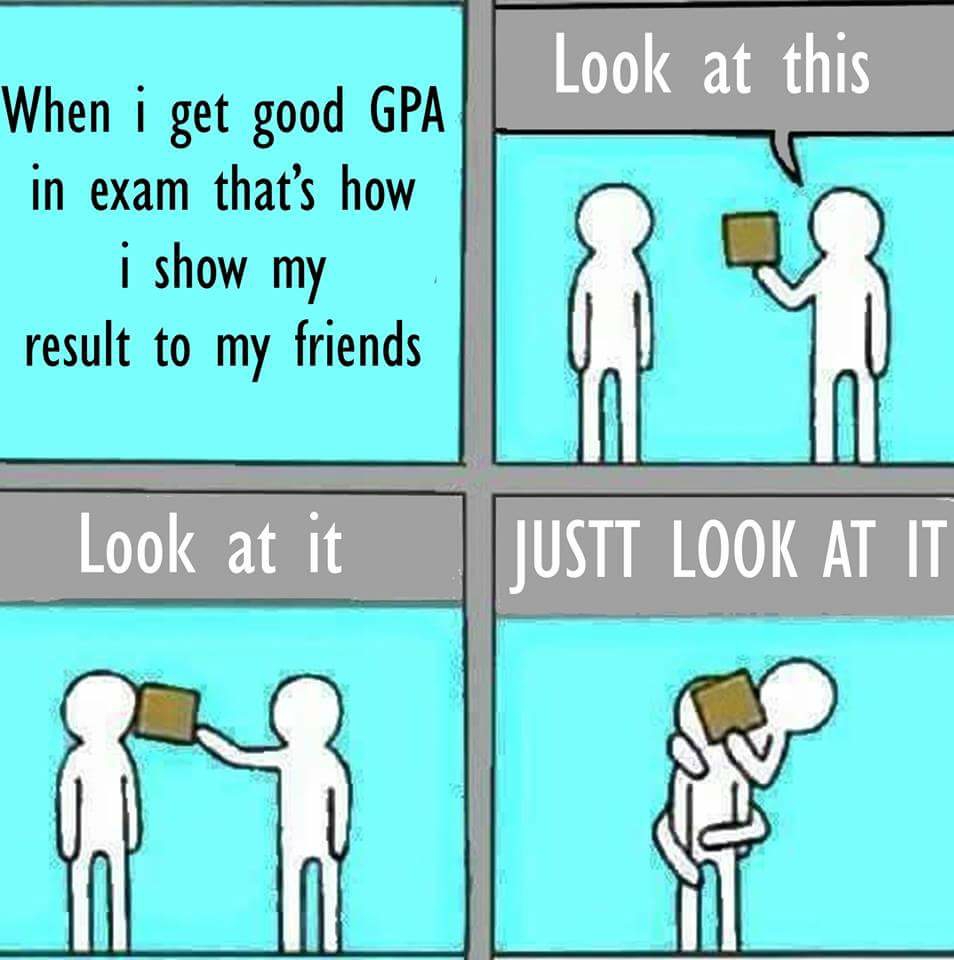 When i get good GPA
in exam that's how
i show my
result to my friends
Look at this
Look at it
JUSTT LOOK AT IT